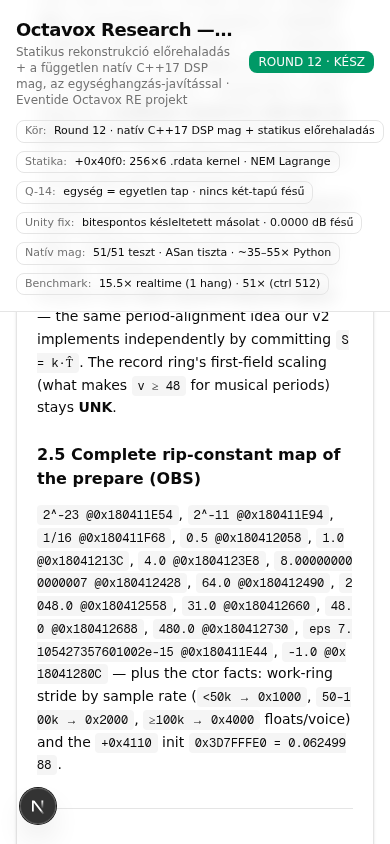 Octavox Research —...
Statikus rekonstrukció előrehaladás
+ a független natív C++17 DSP
mag, az egységhangzás-javítással ·
Eventide Octavox RE projekt
ROUND 12 · KÉSZ
Kör: Round 12 · natív C++17 DSP mag + statikus előrehaladás
Statika: +0x40f0: 256×6 .rdata kernel · NEM Lagrange
Q-14: egység = egyetlen tap · nincs két-tapú fésű
Unity fix: bitespontos késleltetett másolat · 0.0000 dB fésű
Natív mag: 51/51 teszt · ASan tiszta · ~35–55× Python
Benchmark: 15.5× realtime (1 hang) · 51× (ctrl 512)
— the same period-alignment idea our v2
implements independently by committing S
= k·T̂. The record ring's first-field scaling
(what makes v ≥ 48 for musical periods)
stays UNK.
2.5 Complete rip-constant map of
the prepare (OBS)
2^-23 @0x180411E54 , 2^-11 @0x180411E94 ,
1/16 @0x180411F68 , 0.5 @0x180412058 , 1.0
@0x18041213C , 4.0 @0x1804123E8 , 8.00000000
0000007 @0x180412428 , 64.0 @0x180412490 , 2
048.0 @0x180412558 , 31.0 @0x180412660 , 48.
0 @0x180412688 , 480.0 @0x180412730 , eps 7.
105427357601002e-15 @0x180411E44 , -1.0 @0x
18041280C — plus the ctor facts: work-ring
stride by sample rate ( <50k → 0x1000 , 50–1
00k → 0x2000 , ≥100k → 0x4000 floats/voice)
and the +0x4110 init 0x3D7FFFE0 = 0.062499
88 .
N